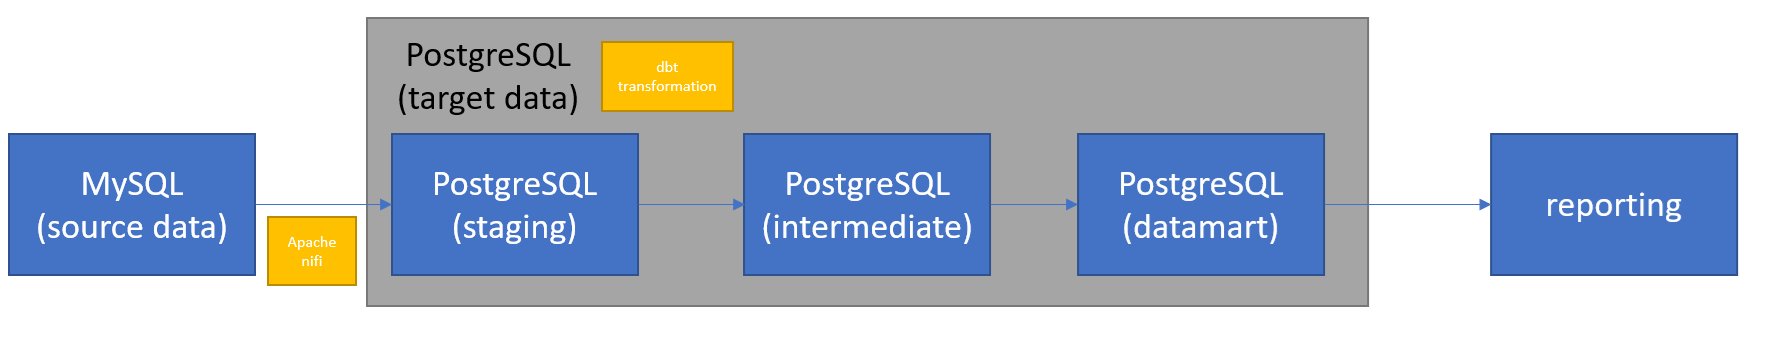 PostgreSQL
(target data)
dbt
transformation
MySQL
(source data)
Apache
nifi
PostgreSQL
(staging)
PostgreSQL
(intermediate)
PostgreSQL
(datamart)
reporting